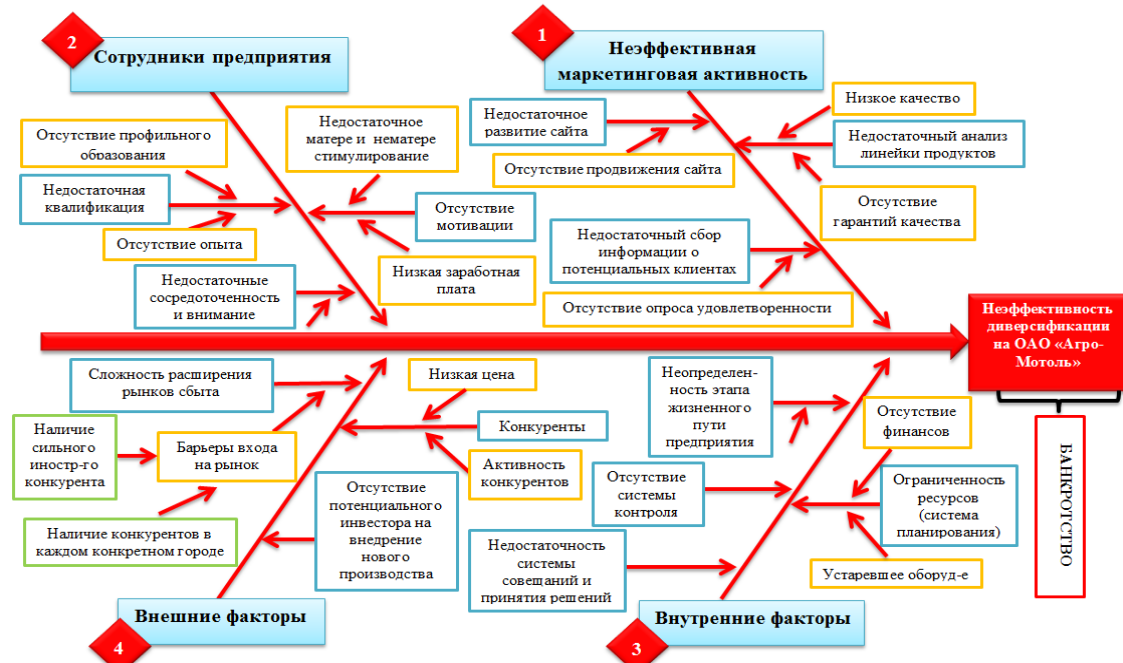 2
Сотрудники предприятия
1
Неэффективная
маркетинговая активность
Отсутствие профильного
образования
Недостаточное
матере и нематере
стимулирование
Недостаточная
квалификация
Отсутствие опыта
Отсутствие
мотивации
Недостаточные
сосредоточенность
и внимание
Низкая заработная
плата
Недостаточное
развитие сайта
Отсутствие продвижения сайта
Низкое качество
Недостаточный анализ
линейки продуктов
Отсутствие
гарантий качества
Недостаточный сбор
информации о
потенциальных клиентах
Отсутствие опроса удовлетворенности
Неэффективность
диверсификации
на ОАО «Агро-
Мотоль»
БАНКРОТСТВО
Сложность расширения
рынков сбыта
Низкая цена
Наличие
сильного
иностр-го
конкурента
Барьеры входа
на рынок
Конкуренты
Активность
конкурентов
Наличие конкурентов в
каждом конкретном городе
Отсутствие
потенциального
инвестора на
внедрение
нового
производства
Внешние факторы
4
Неопределен-
ность этапа
жизненного
пути
предприятия
Отсутствие
финансов
Отсутствие
системы
контроля
Ограниченность
ресурсов
(система
планирования)
Недостаточность
системы
совещаний и
принятия решений
Устаревшее оборуд-е
Внутренние факторы
3